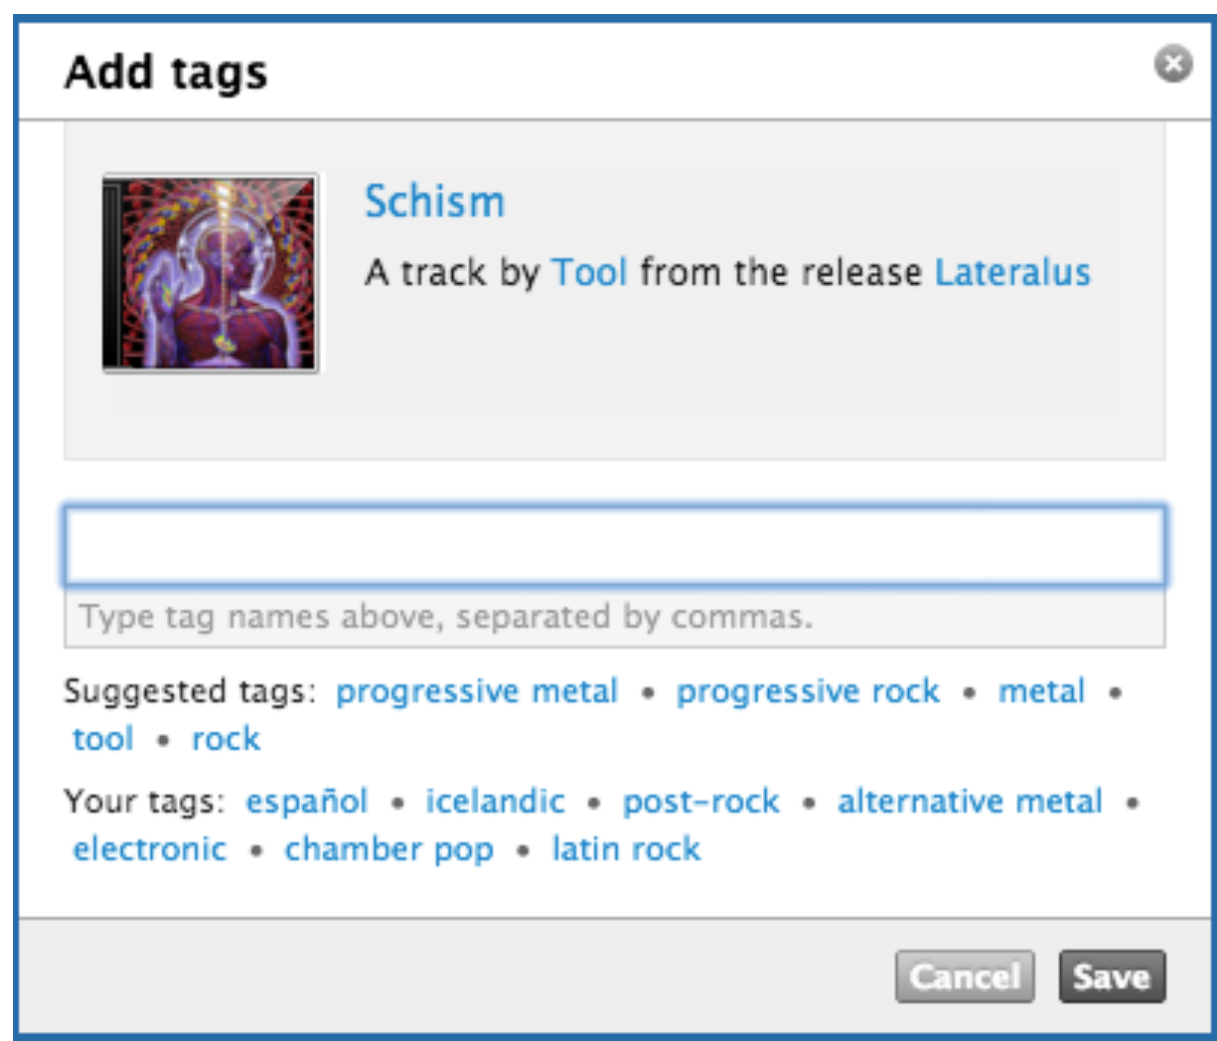 Add tags
Schism
A track by Tool from the release Lateralus
Type tag names above, separated by commas.
Suggested tags: progressive metal • progressive rock • metal •
tool • rock
Your tags: español • icelandic • post-rock • alternative metal •
electronic • chamber pop • latin rock
Cancel Save